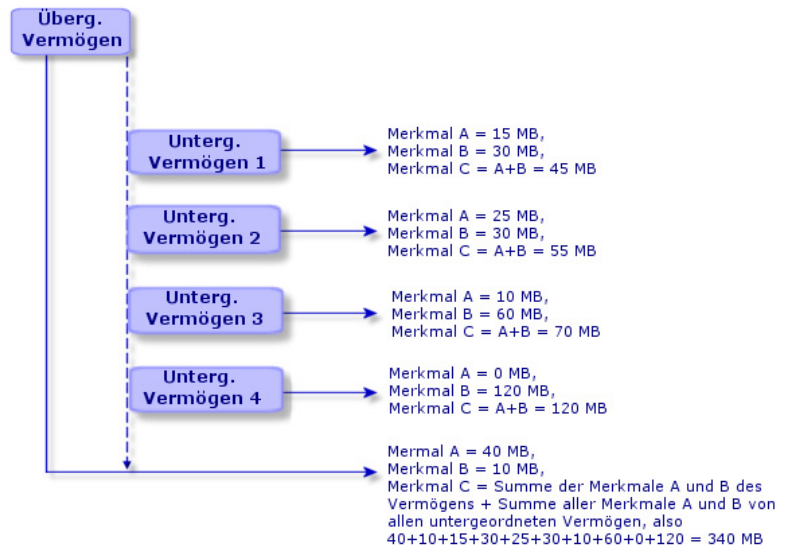 Überg.
Vermögen
Unterg.
Vermögen 1
Merkmal A = 15 MB,
Merkmal B = 30 MB,
Merkmal C = A+B = 45 MB
Unterg.
Vermögen 2
Merkmal A = 25 MB,
Merkmal B = 30 MB,
Merkmal C = A+B = 55 MB
Unterg.
Vermögen 3
Merkmal A = 10 MB,
Merkmal B = 60 MB,
Merkmal C = A+B = 70 MB
Unterg.
Vermögen 4
Merkmal A = 0 MB,
Merkmal B = 120 MB,
Merkmal C = A+B = 120 MB
Mermal A = 40 MB,
Merkmal B = 10 MB,
Merkmal C = Summe der Merkmale A und B des
Vermögens + Summe aller Merkmale A und B von
allen untergeordneten Vermögen, also
40+10+15+30+25+30+10+60+0+120 = 340 MB